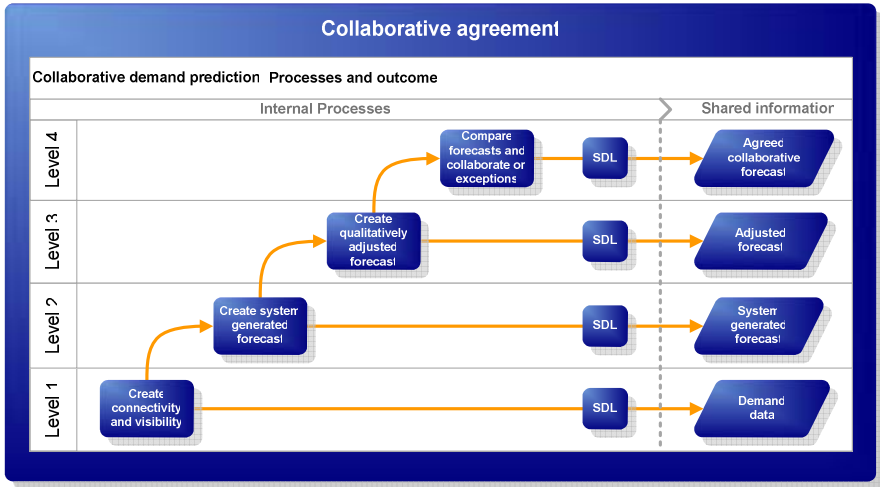 Collaborative agreement
Collaborative demand prediction Processes and outcome
Internal Processes
Shared information
Level 4
Compare
forecasts and
collaborate or
exceptions
SDL
Agreed
collaborative
forecast
Level 3
Create
qualitatively
adjusted
forecast
SDL
Adjusted
forecast
Level 2
Create system
generated
forecast
SDL
System
generated
forecast
Level 1
Create
connectivity
and visibility
SDL
Demand
data